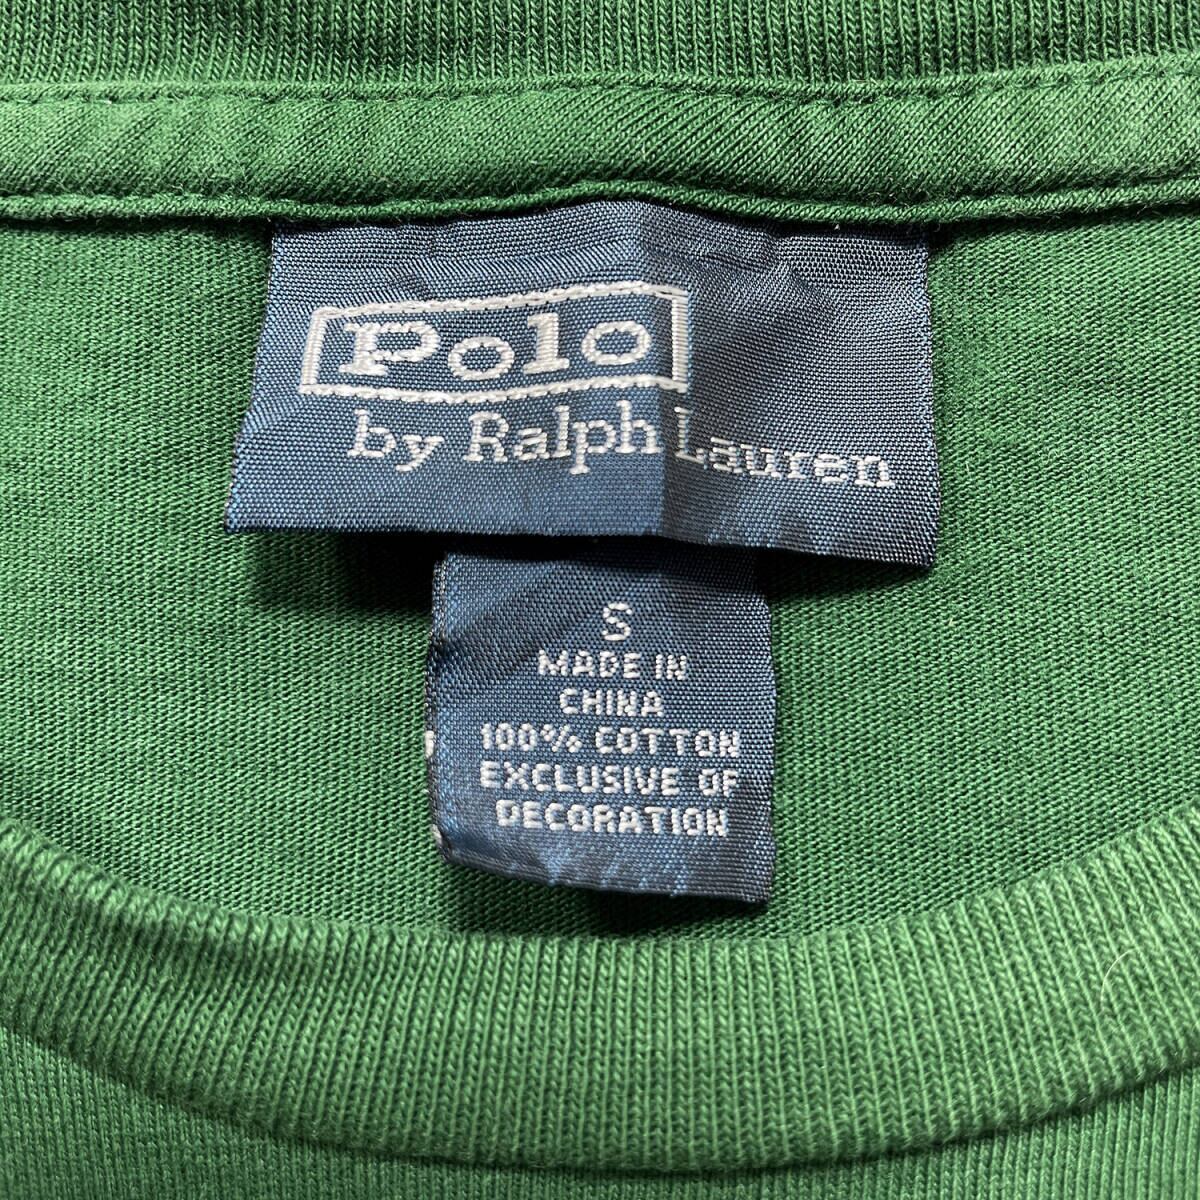 Polo
by Ralph Lauren
S
MADE IN
CHINA
100% COTTON
EXCLUSIVE OF
DECORATION